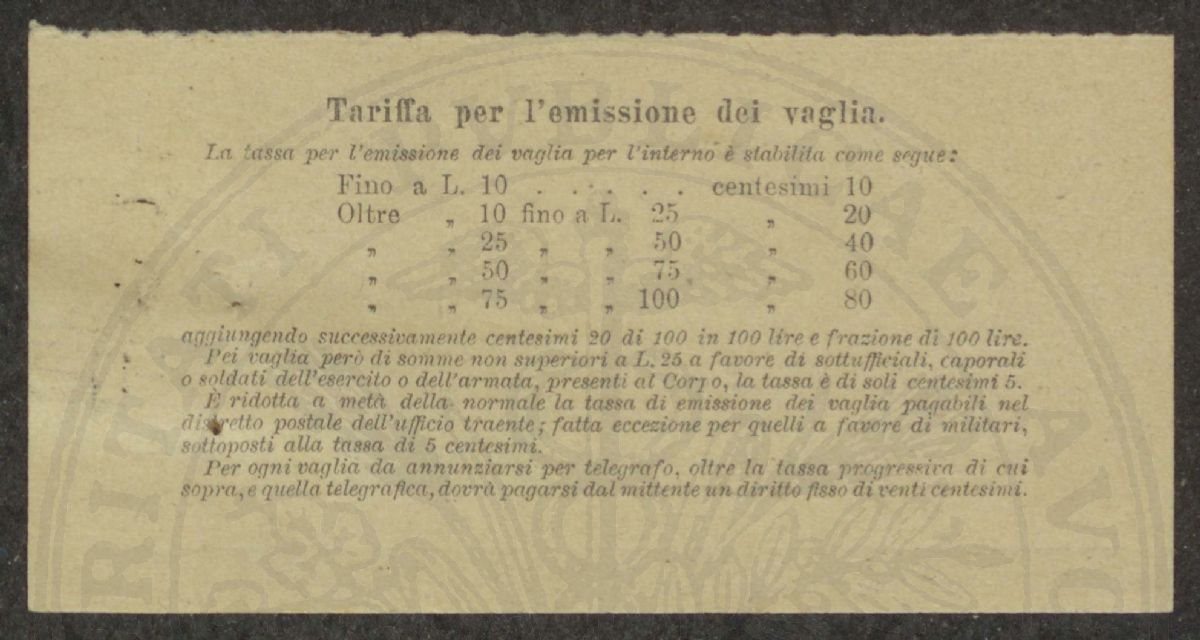 Tariffa per l'emissione dei vaglia.
La tassa per l'emissione dei vaglia per l'interno è stabilita come segue:
Fino a L. 10 . . . . . . centesimi 10
Oltre „ 10 fino a L. 25 „ 20
„ „ 25 „ „ 50 „ 40
„ „ 50 „ „ 75 „ 60
„ „ 75 „ „ 100 „ 80
aggiungendo successivamente centesimi 20 di 100 in 100 lire e frazione di 100 lire.
Pei vaglia però di somme non superiori a L. 25 a favore di sottufficiali, caporali
o soldati dell'esercito o dell'armata, presenti al Corpo, la tassa è di soli centesimi 5.
È ridotta a metà della normale la tassa di emissione dei vaglia pagabili nel
distretto postale dell'ufficio traente; fatta eccezione per quelli a favore di militari,
sottoposti alla tassa di 5 centesimi.
Per ogni vaglia da annunziarsi per telegrafo, oltre la tassa progressiva di cui
sopra, e quella telegrafica, dovrà pagarsi dal mittente un diritto fisso di venti centesimi.